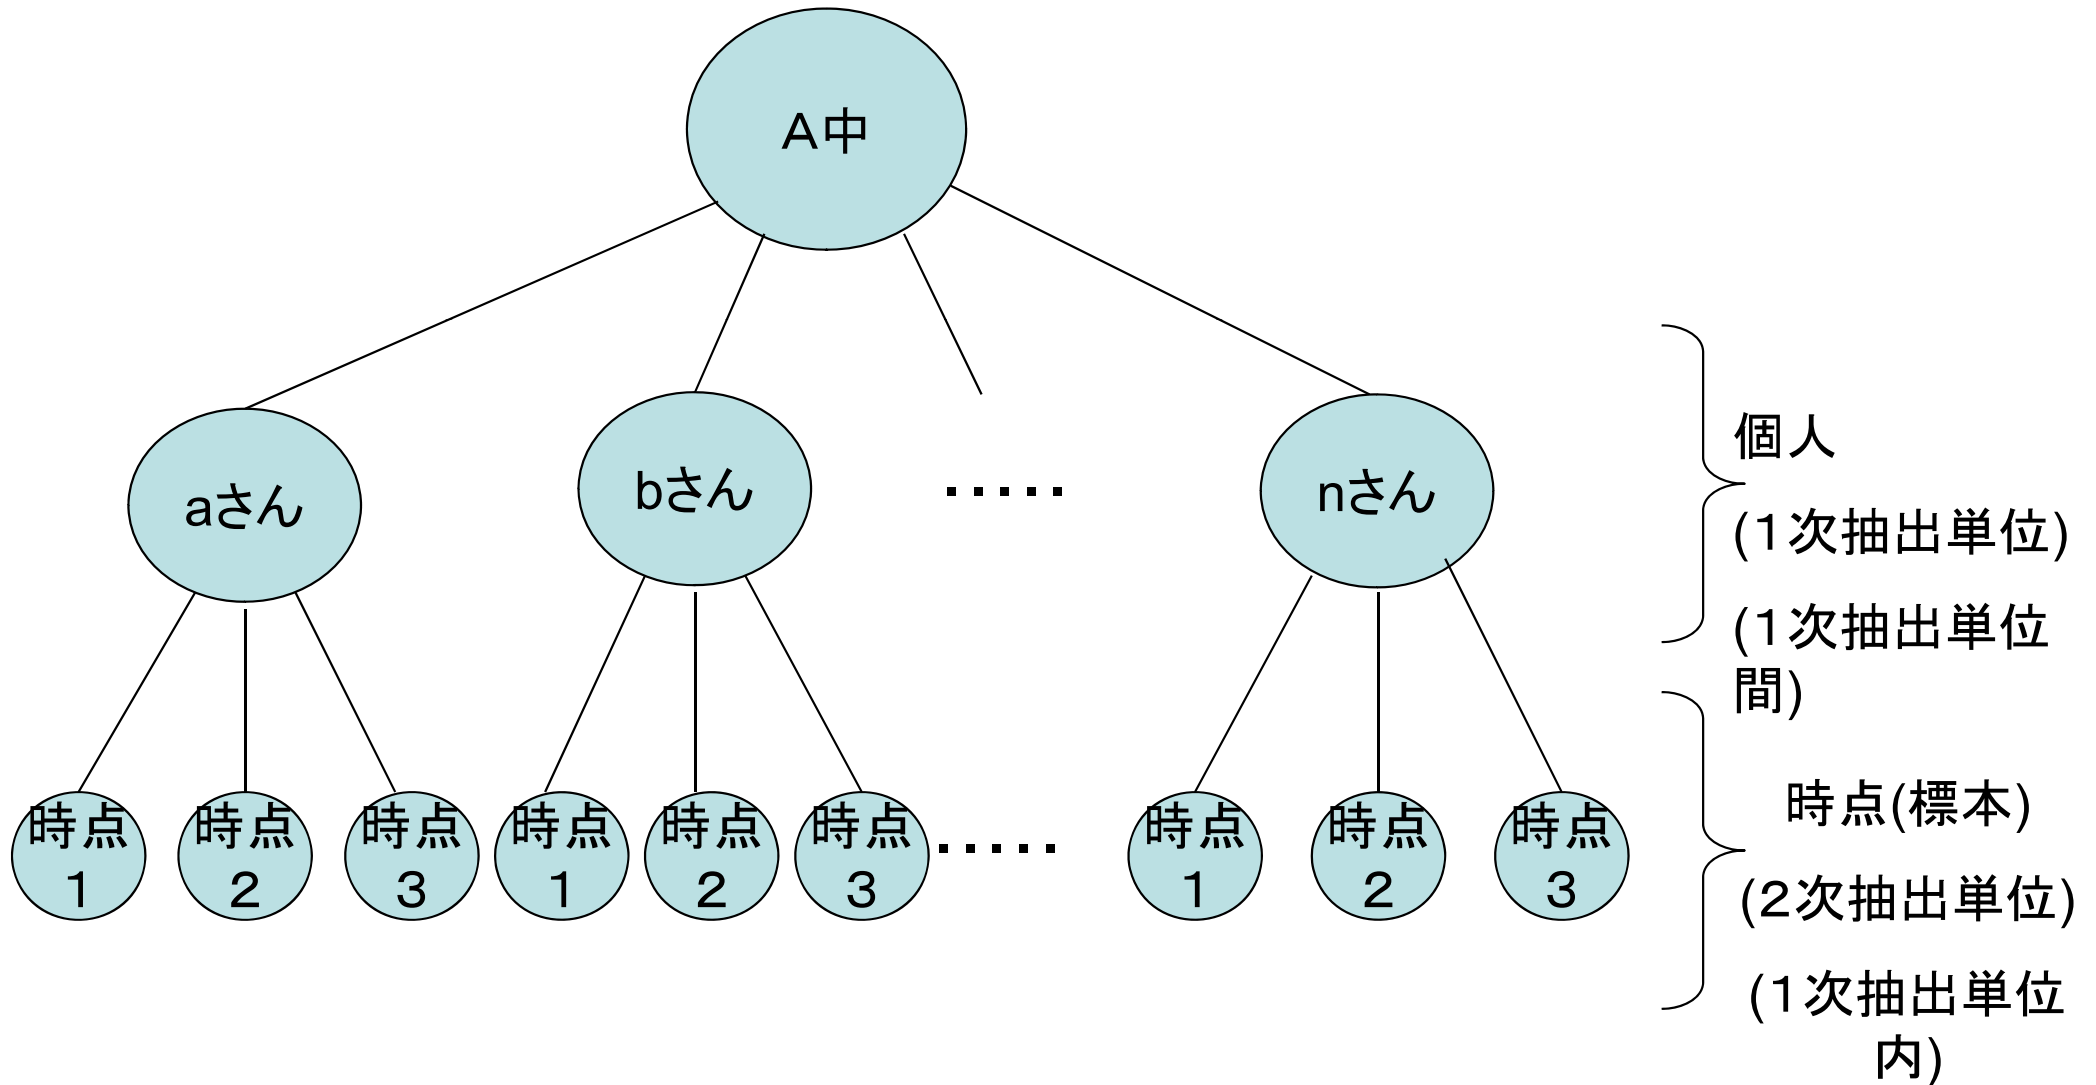 A中
aさん
bさん
・・・・・
nさん
個人
(1次抽出単位)
(1次抽出単位
間)
時点
1
時点
2
時点
3
時点
1
時点
2
時点
3
・・・・・
時点
1
時点
2
時点
3
時点(標本)
(2次抽出単位)
(1次抽出単位
内)